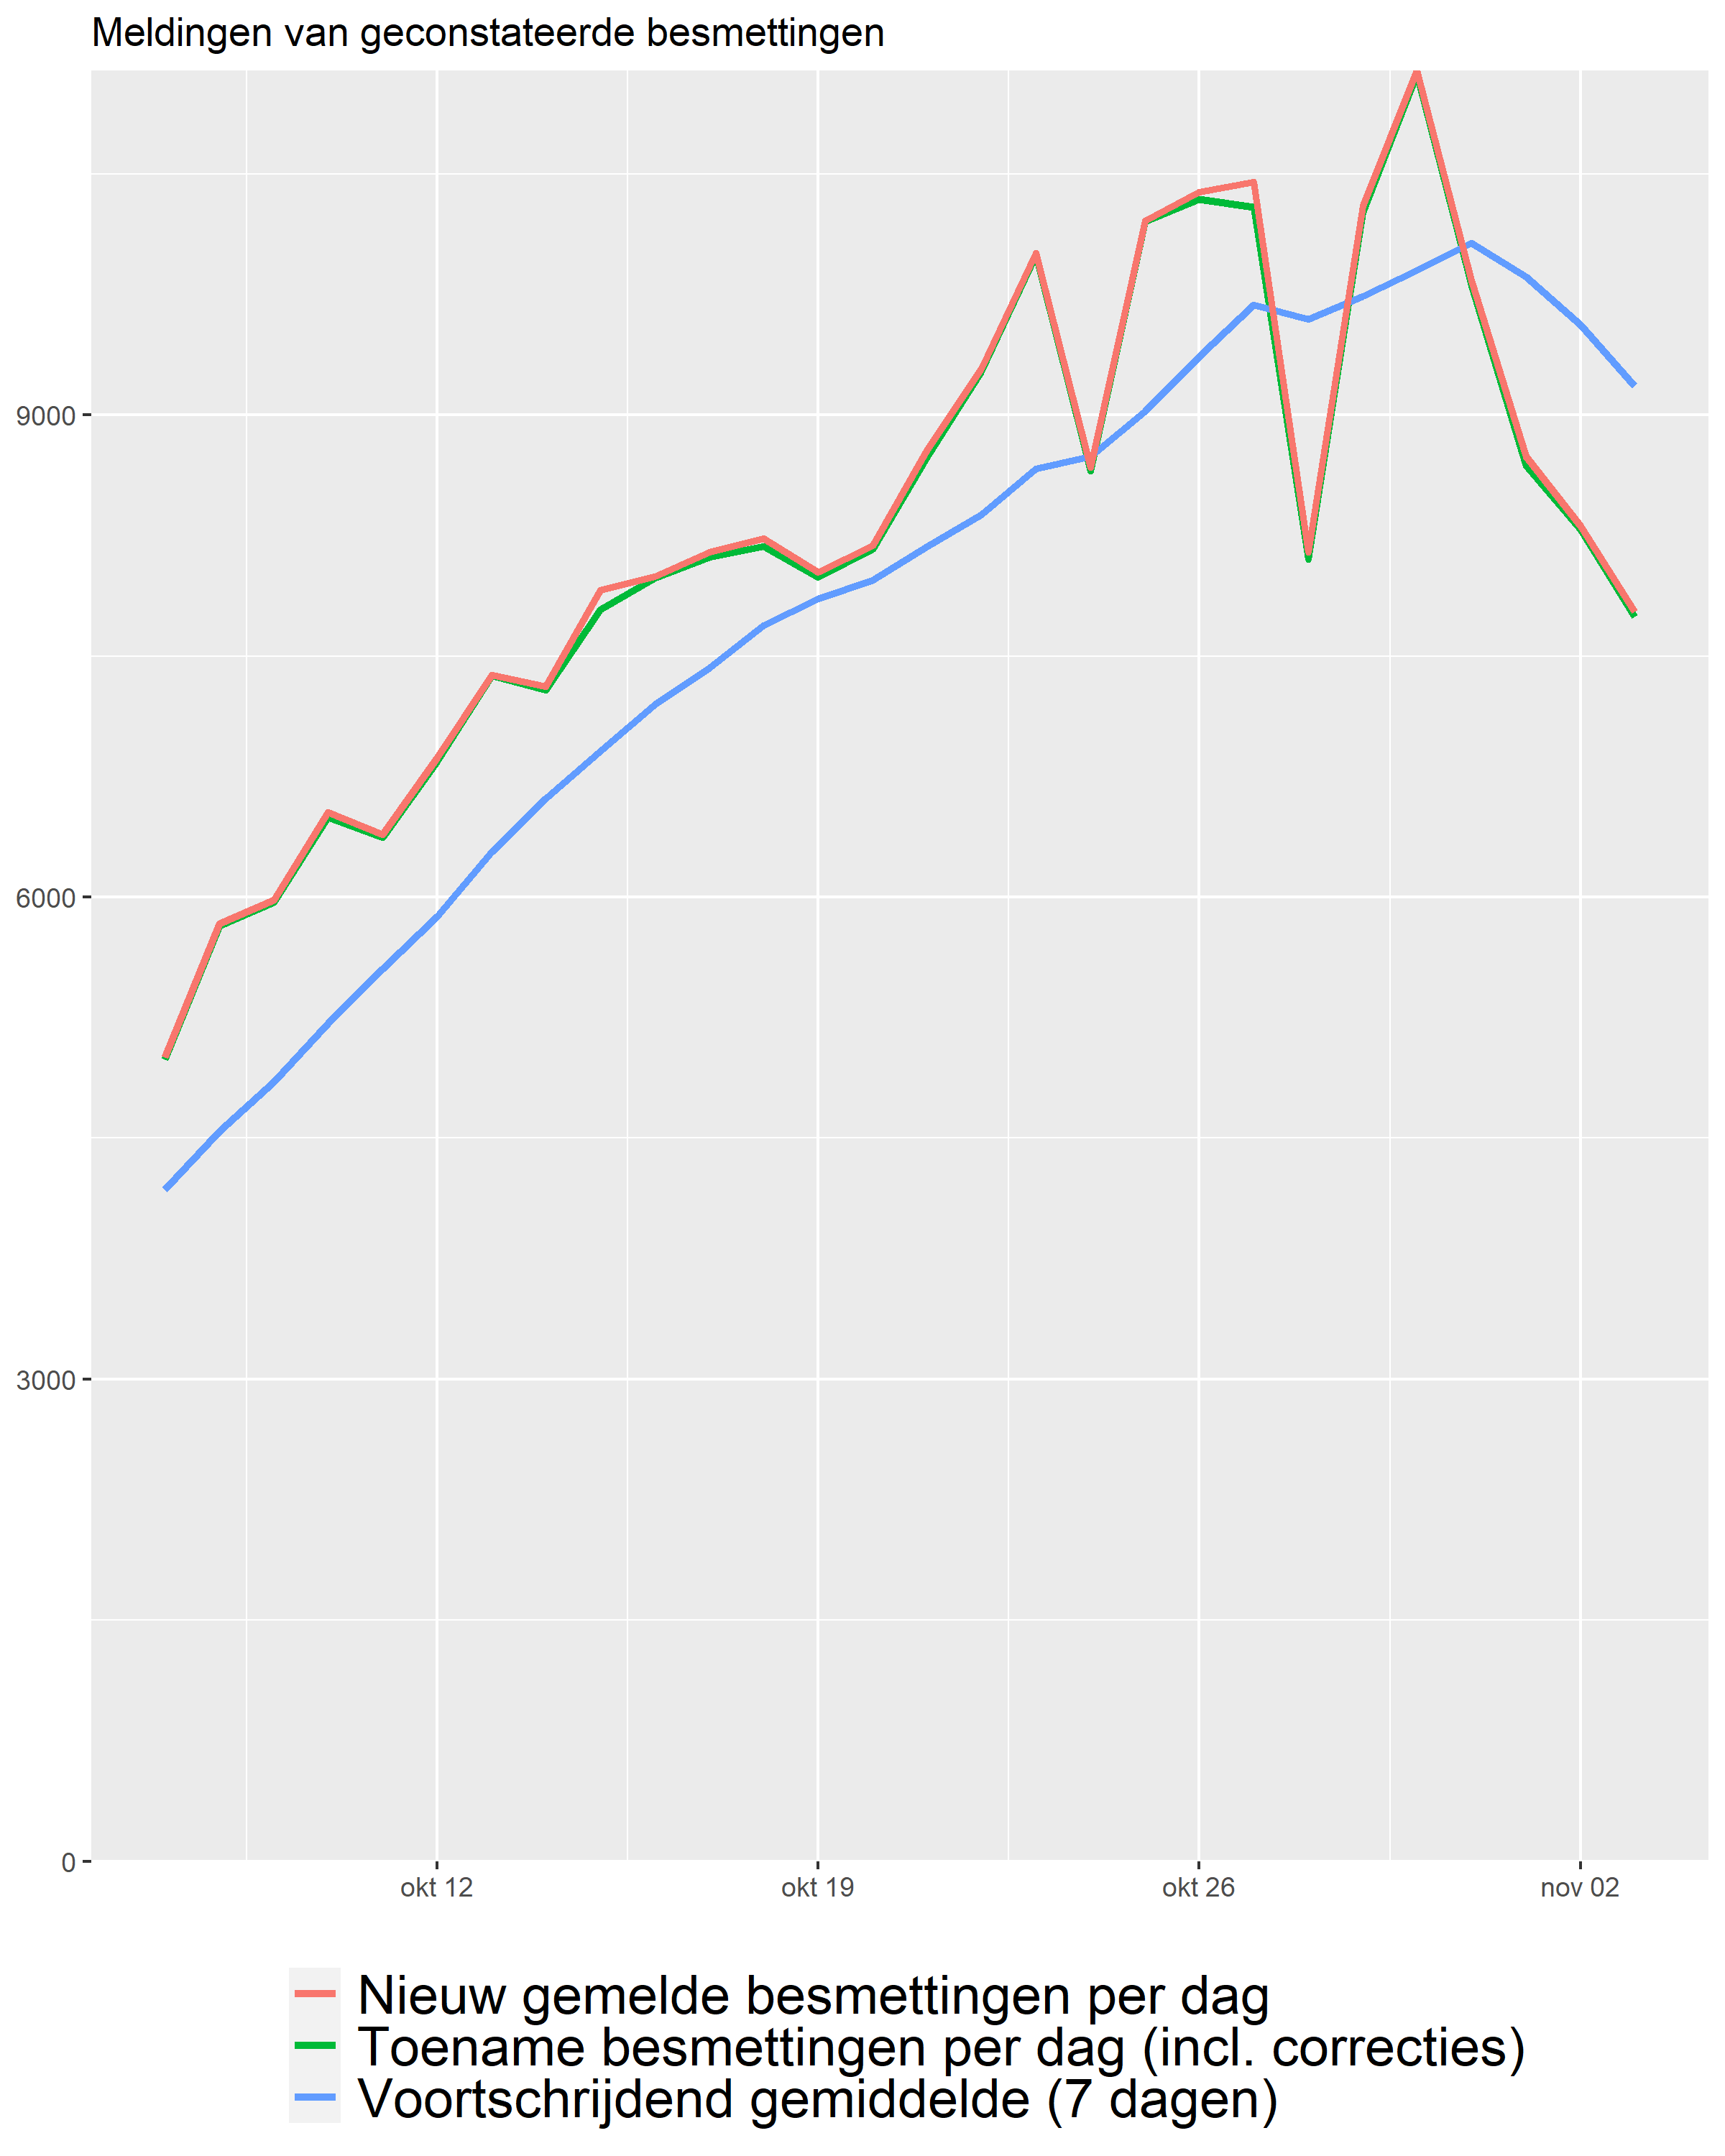 Meldingen van geconstateerde besmettingen
9000
6000
3000
0
okt 12 okt 19 okt 26 nov 02
Nieuw gemelde besmettingen per dag
Toename besmettingen per dag (incl. correcties)
Voortschrijdend gemiddelde (7 dagen)